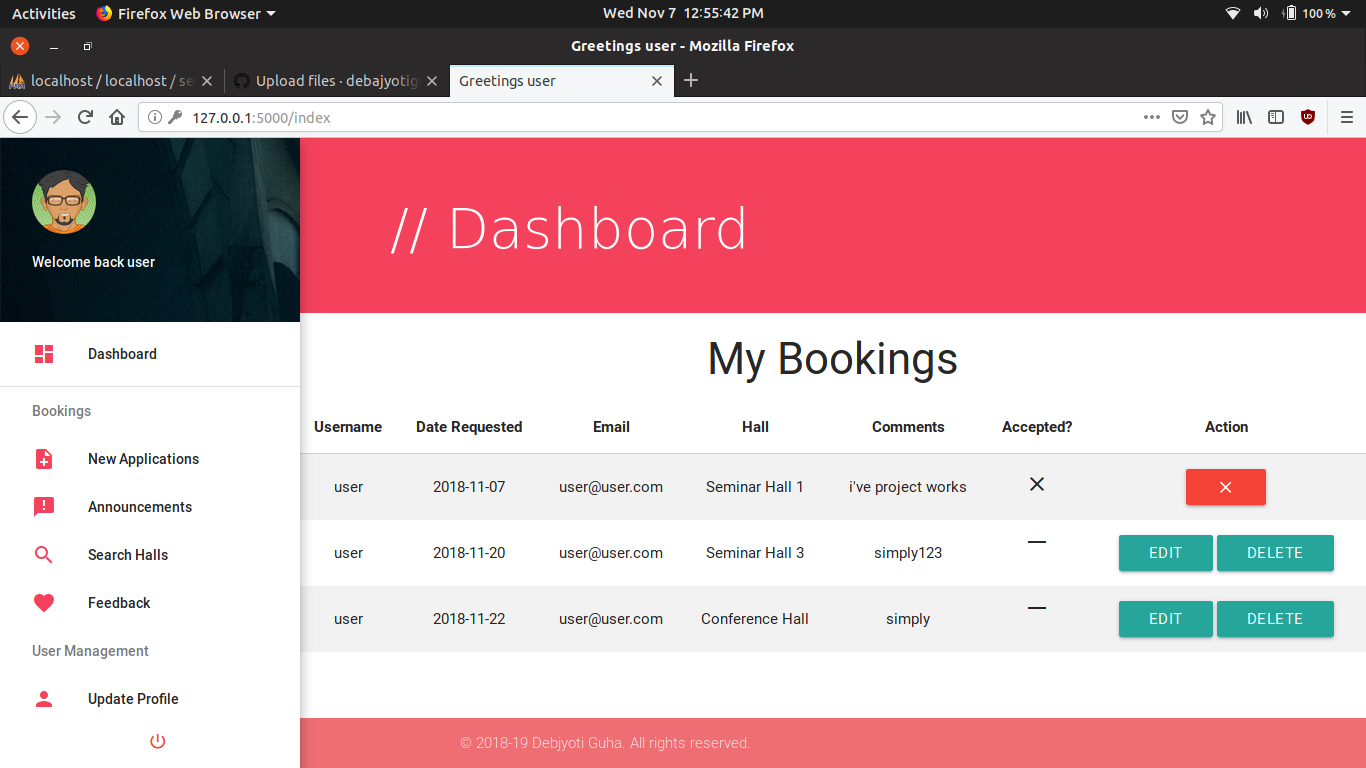 Activities Firefox Web Browser Wed Nov 7 12:55:42 PM 100%
Greetings user - Mozilla Firefox
localhost / localhost / se Upload files · debajyotig Greetings user
127.0.0.1:5000/index
Welcome back user
// Dashboard
Dashboard
Bookings
New Applications
Announcements
Search Halls
Feedback
User Management
Update Profile
My Bookings
Username Date Requested Email Hall Comments Accepted? Action
user 2018-11-07 user@user.com Seminar Hall 1 i've project works
user 2018-11-20 user@user.com Seminar Hall 3 simply123 EDIT DELETE
user 2018-11-22 user@user.com Conference Hall simply EDIT DELETE
© 2018-19 Debjyoti Guha. All rights reserved.